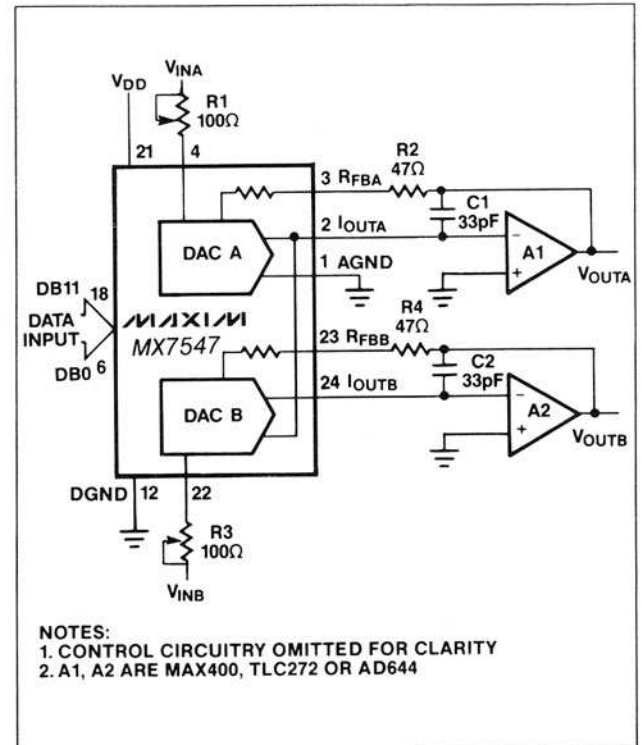 VINA
VDD
R1
100Ω
21
4
R2
47Ω
3 RFBA
C1
33pF
2 IOUTA
DAC A
1 AGND
A1
−
+
VOUTA
DB11
18
DATA
INPUT
DB0
6
MAXIM
MX7547
R4
47Ω
23 RFBB
C2
33pF
24 IOUTB
DAC B
A2
−
+
VOUTB
DGND
12
22
R3
100Ω
VINB
NOTES:
1. CONTROL CIRCUITRY OMITTED FOR CLARITY
2. A1, A2 ARE MAX400, TLC272 OR AD644